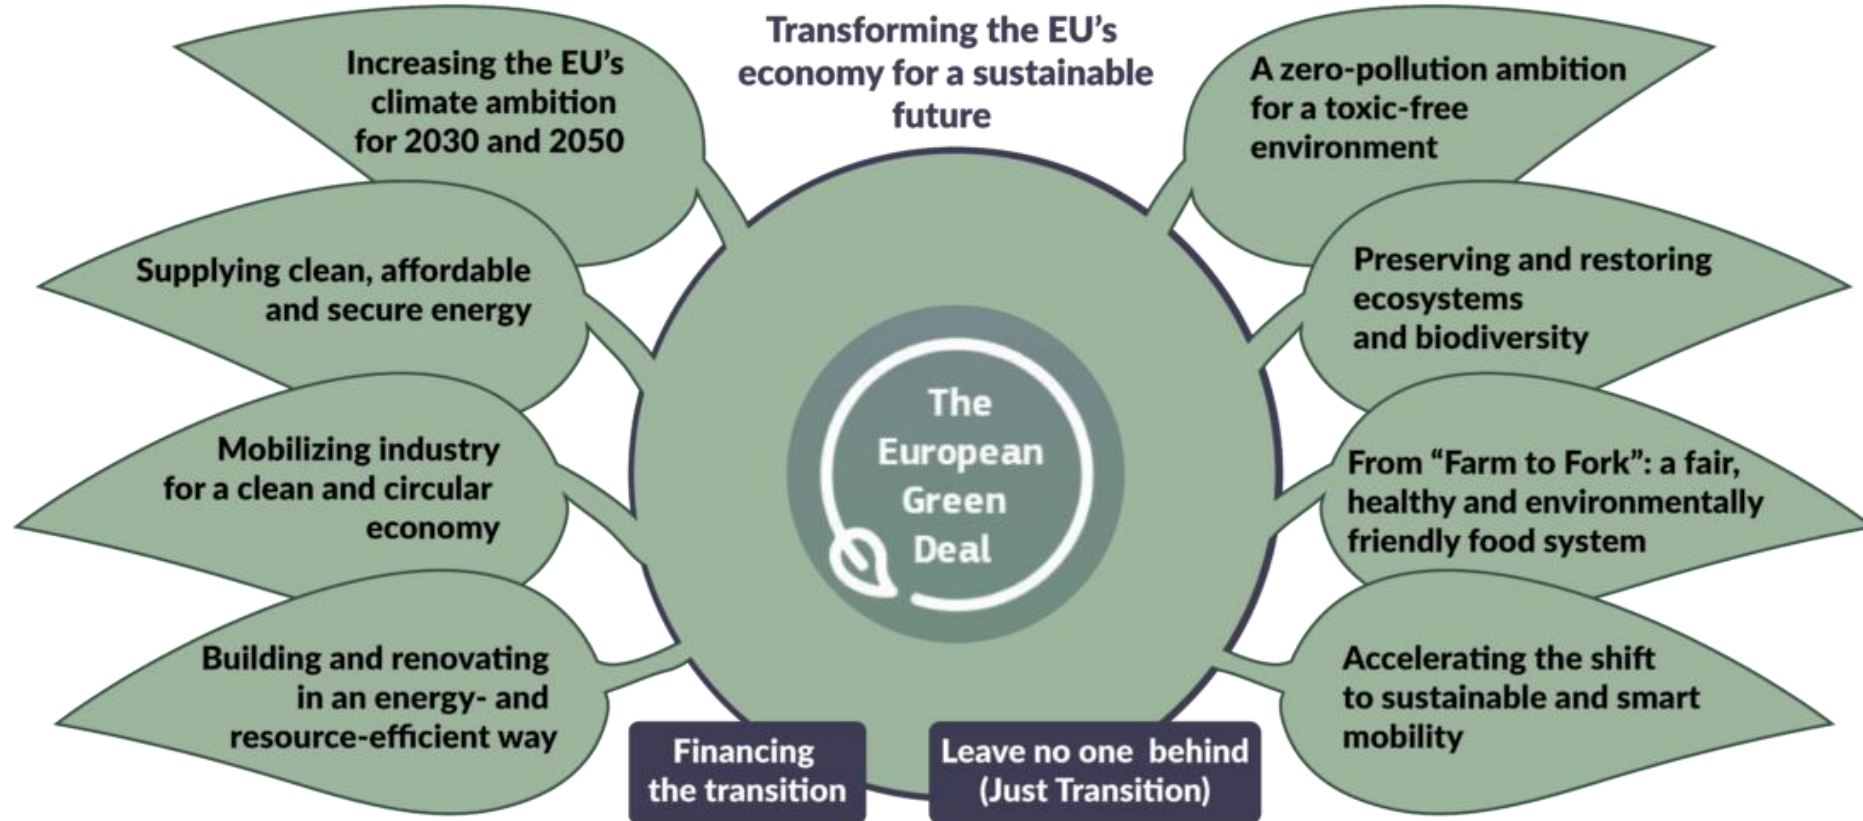 Transforming the EU's
economy for a sustainable
future
Increasing the EU's
climate ambition
for 2030 and 2050
Supplying clean, affordable
and secure energy
Mobilizing industry
for a clean and circular
economy
Building and renovating
in an energy- and
resource-efficient way
The
European
Green
Deal
A zero-pollution ambition
for a toxic-free
environment
Preserving and restoring
ecosystems
and biodiversity
From “Farm to Fork”: a fair,
healthy and environmentally
friendly food system
Accelerating the shift
to sustainable and smart
mobility
Financing
the transition
Leave no one behind
(Just Transition)